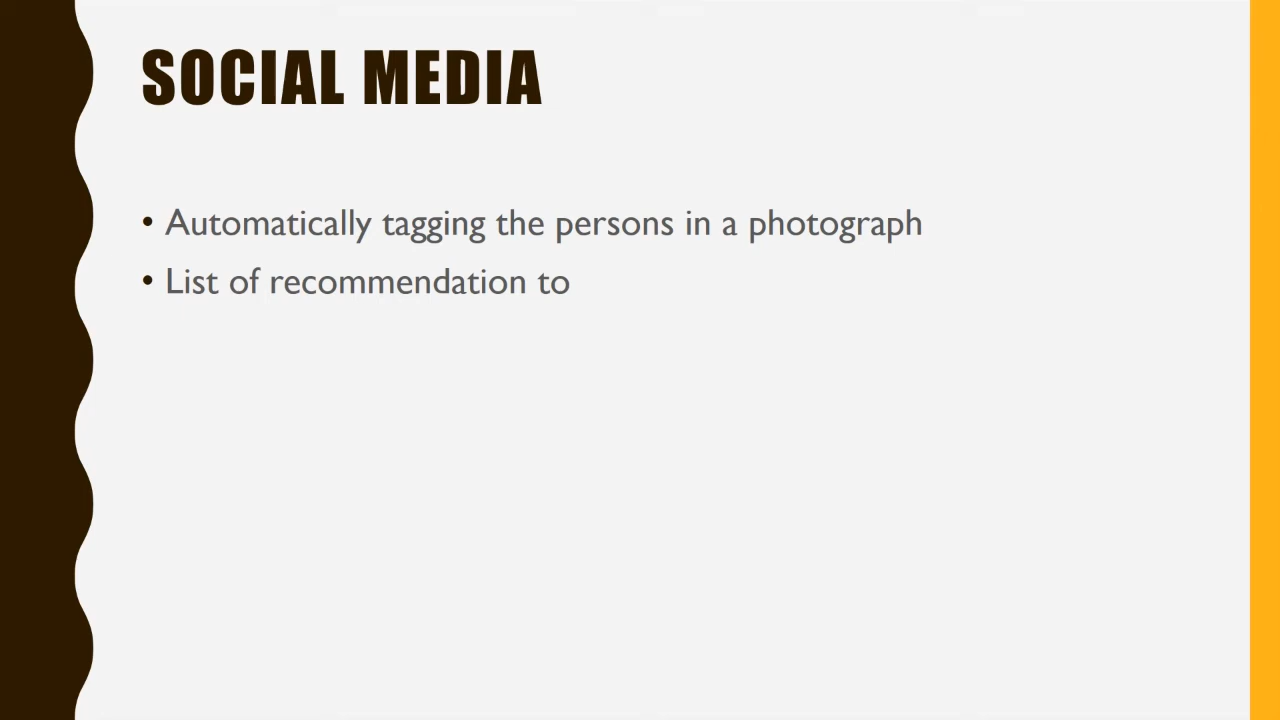 SOCIAL MEDIA
• Automatically tagging the persons in a photograph
• List of recommendation to